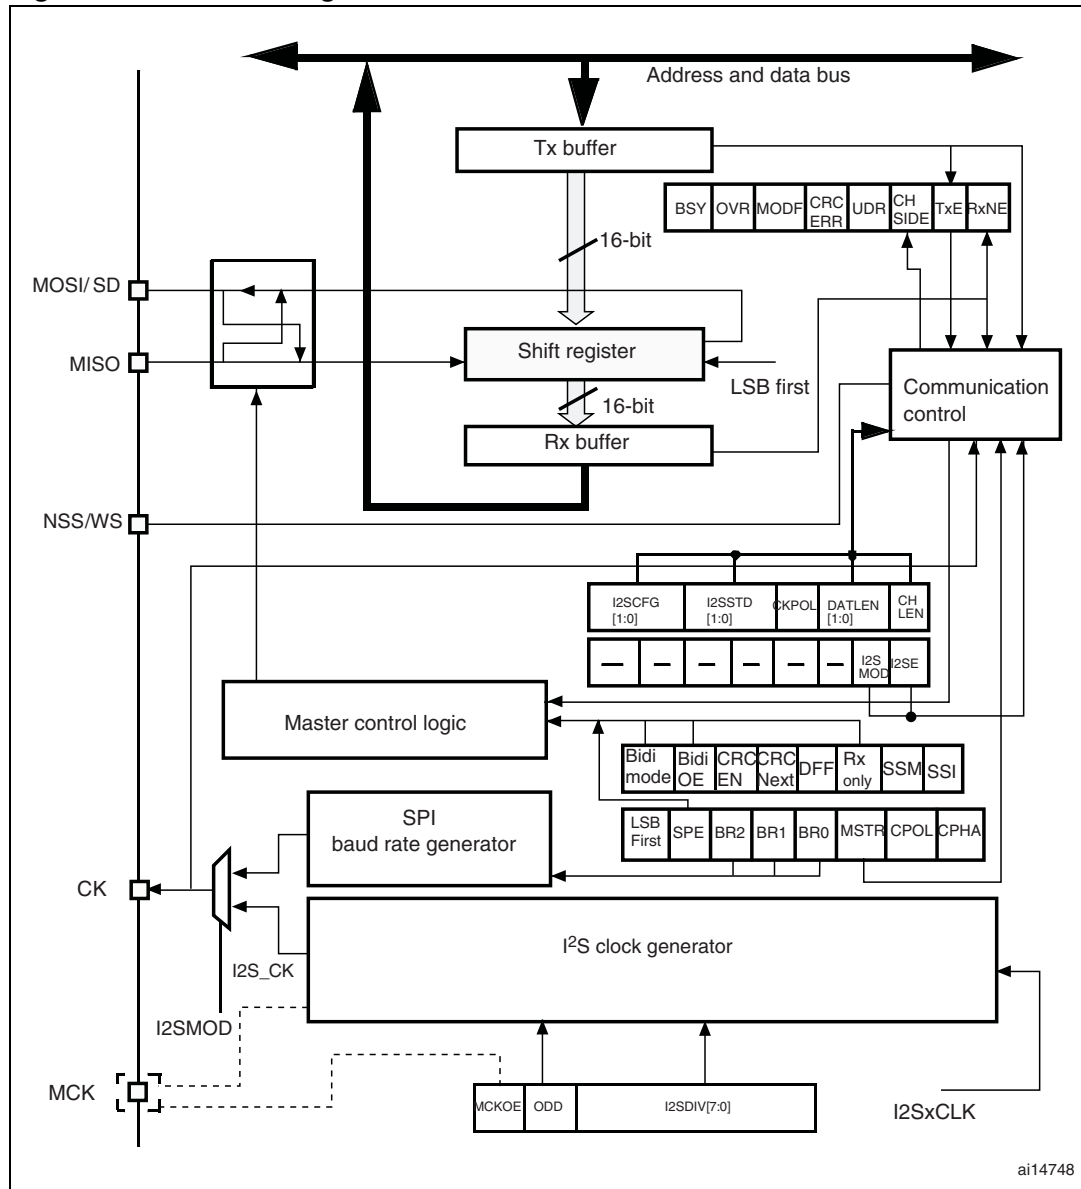 Address and data bus
Tx buffer
BSY OVR MODF CRC ERR UDR CH SIDE TxE RxNE
16-bit
MOSI/ SD
Shift register
MISO
LSB first
Communication
control
16-bit
Rx buffer
NSS/WS
I2SCFG [1:0] I2SSTD [1:0] CKPOL DATLEN [1:0] CH LEN
– – – – – – I2S MOD I2SE
Master control logic
Bidi mode Bidi OE CRC EN CRC Next DFF Rx only SSM SSI
LSB First SPE BR2 BR1 BR0 MSTR CPOL CPHA
SPI
baud rate generator
CK
I²S clock generator
I2S_CK
I2SMOD
MCK
MCKOE ODD I2SDIV[7:0]
I2SxCLK
ai14748